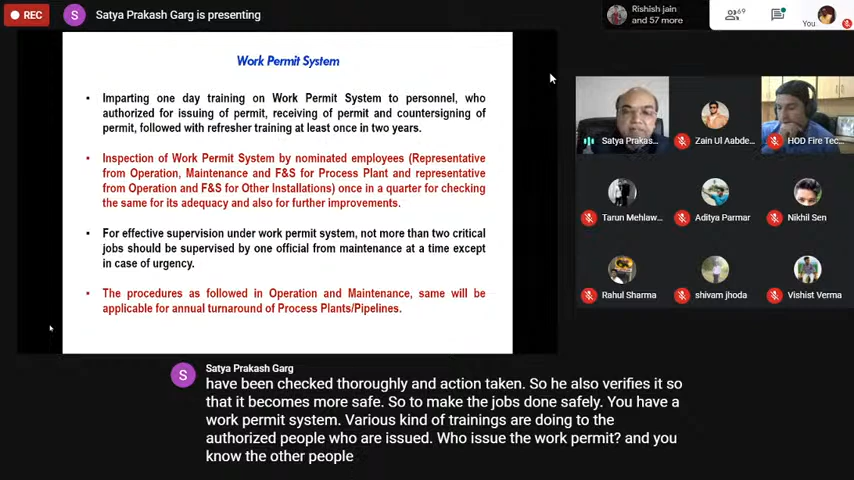 REC
S
Satya Prakash Garg is presenting
Rishish jain
and 57 more
69
You
Work Permit System
• Imparting one day training on Work Permit System to personnel, who
authorized for issuing of permit, receiving of permit and countersigning of
permit, followed with refresher training at least once in two years.
• Inspection of Work Permit System by nominated employees (Representative
from Operation, Maintenance and F&S for Process Plant and representative
from Operation and F&S for Other Installations) once in a quarter for checking
the same for its adequacy and also for further improvements.
• For effective supervision under work permit system, not more than two critical
jobs should be supervised by one official from maintenance at a time except
in case of urgency.
• The procedures as followed in Operation and Maintenance, same will be
applicable for annual turnaround of Process Plants/Pipelines.
Satya Prakas...
Zain Ul Aabde...
HOD Fire Tec...
Tarun Mehlaw...
Aditya Parmar
Nikhil Sen
Rahul Sharma
shivam jhoda
Vishist Verma
S
Satya Prakash Garg
have been checked thoroughly and action taken. So he also verifies it so
that it becomes more safe. So to make the jobs done safely. You have a
work permit system. Various kind of trainings are doing to the
authorized people who are issued. Who issue the work permit? and you
know the other people